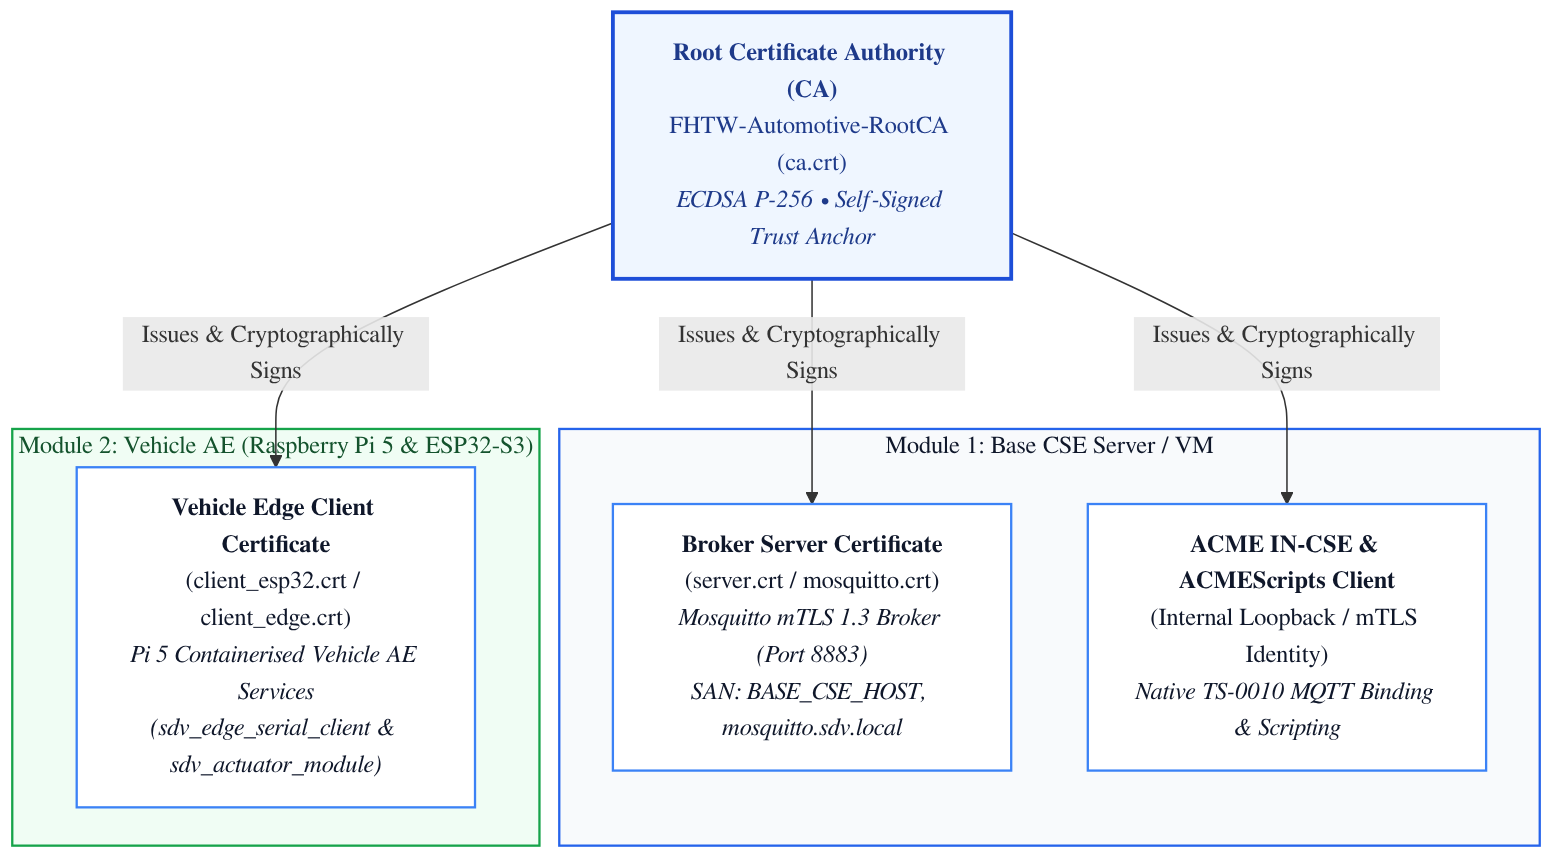 Root Certificate Authority
(CA)
FHTW-Automotive-RootCA
(ca.crt)
ECDSA P-256 • Self-Signed
Trust Anchor
Issues & Cryptographically
Signs
Issues & Cryptographically
Signs
Issues & Cryptographically
Signs
Module 2: Vehicle AE (Raspberry Pi 5 & ESP32-S3)
Vehicle Edge Client
Certificate
(client_esp32.crt /
client_edge.crt)
Pi 5 Containerised Vehicle AE
Services
(sdv_edge_serial_client &
sdv_actuator_module)
Module 1: Base CSE Server / VM
Broker Server Certificate
(server.crt / mosquitto.crt)
Mosquitto mTLS 1.3 Broker
(Port 8883)
SAN: BASE_CSE_HOST,
mosquitto.sdv.local
ACME IN-CSE &
ACMEScripts Client
(Internal Loopback / mTLS
Identity)
Native TS-0010 MQTT Binding
& Scripting